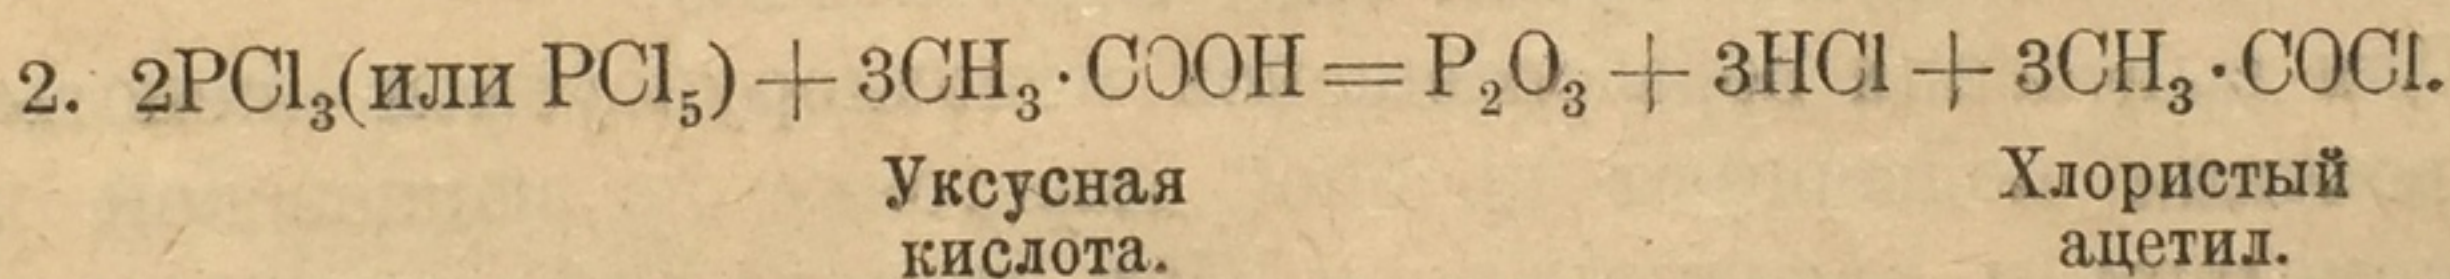 2. 2PCl₃(или PCl₅) + 3CH₃·COOH = P₂O₃ + 3HCl + 3CH₃·COCl.
Уксусная Хлористый
кислота. ацетил.